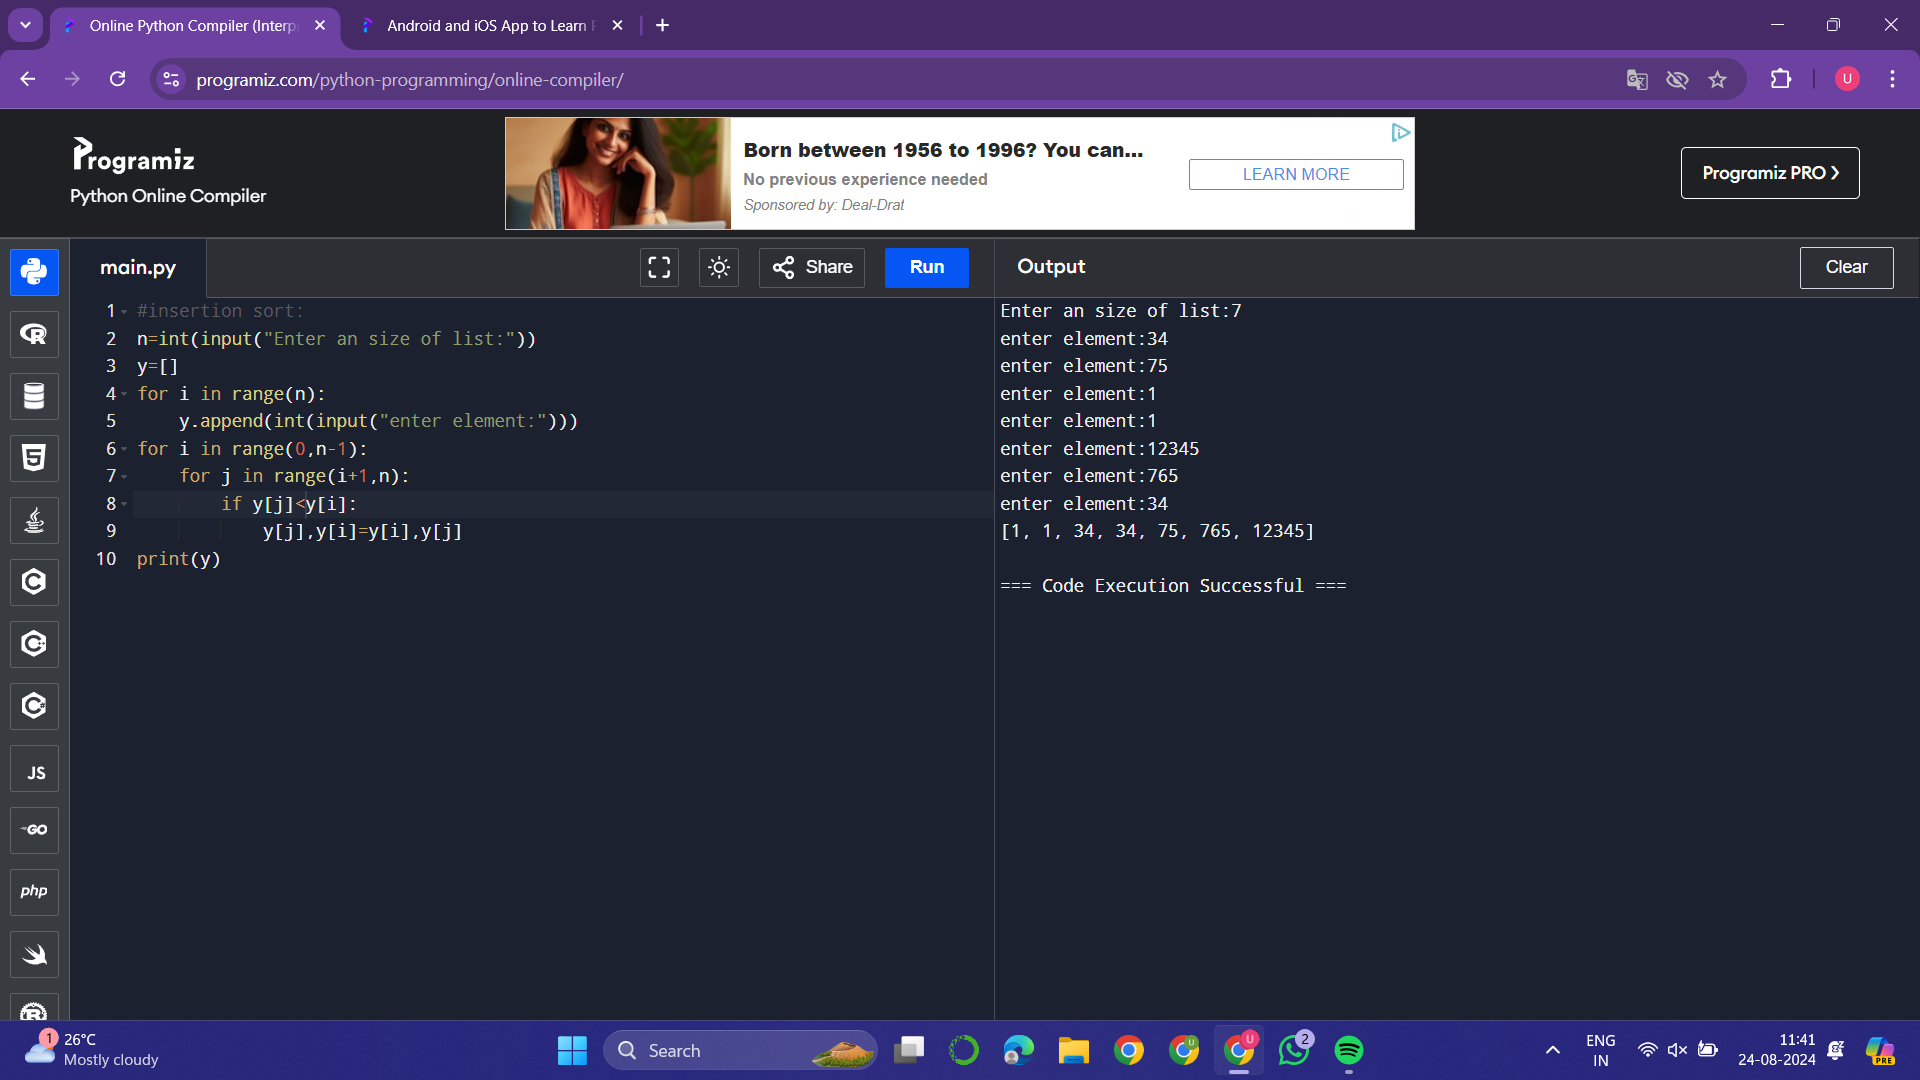 Online Python Compiler (Interp
Android and iOS App to Learn
programiz.com/python-programming/online-compiler/
U
Programiz
Python Online Compiler
Born between 1956 to 1996? You can...
No previous experience needed
Sponsored by: Deal-Drat
LEARN MORE
Programiz PRO
main.py
Share
Run
Output
Clear
1 #insertion sort:
2 n=int(input("Enter an size of list:"))
3 y=[]
4 for i in range(n):
5 y.append(int(input("enter element:")))
6 for i in range(0,n-1):
7 for j in range(i+1,n):
8 if y[j]<y[i]:
9 y[j],y[i]=y[i],y[j]
10 print(y)
Enter an size of list:7
enter element:34
enter element:75
enter element:1
enter element:1
enter element:12345
enter element:765
enter element:34
[1, 1, 34, 34, 75, 765, 12345]
=== Code Execution Successful ===
R
5
C
C
C
JS
GO
php
R
1
26°C
Mostly cloudy
Search
U
U
2
ENG
IN
11:41
24-08-2024
PRE